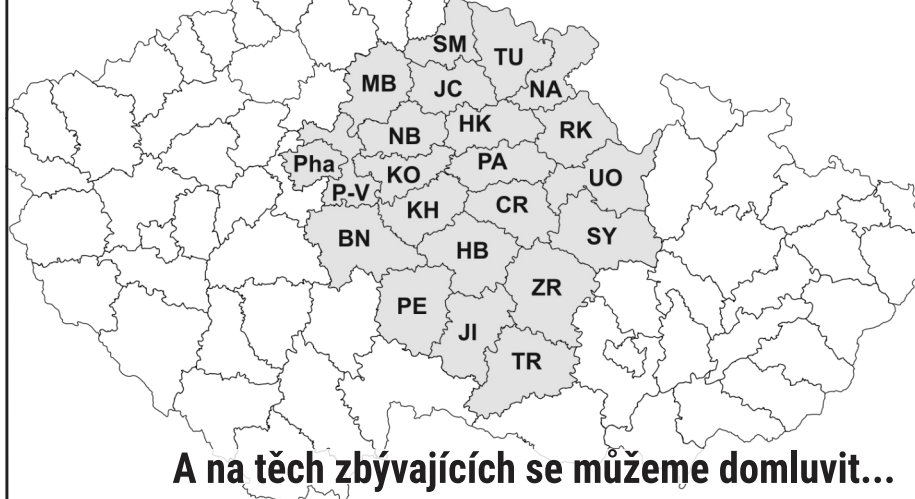 SM
TU
MB
JC
NA
NB
HK
RK
Pha
KO
PA
UO
P-V
KH
CR
BN
HB
SY
PE
ZR
JI
TR
A na těch zbývajících se můžeme domluvit...